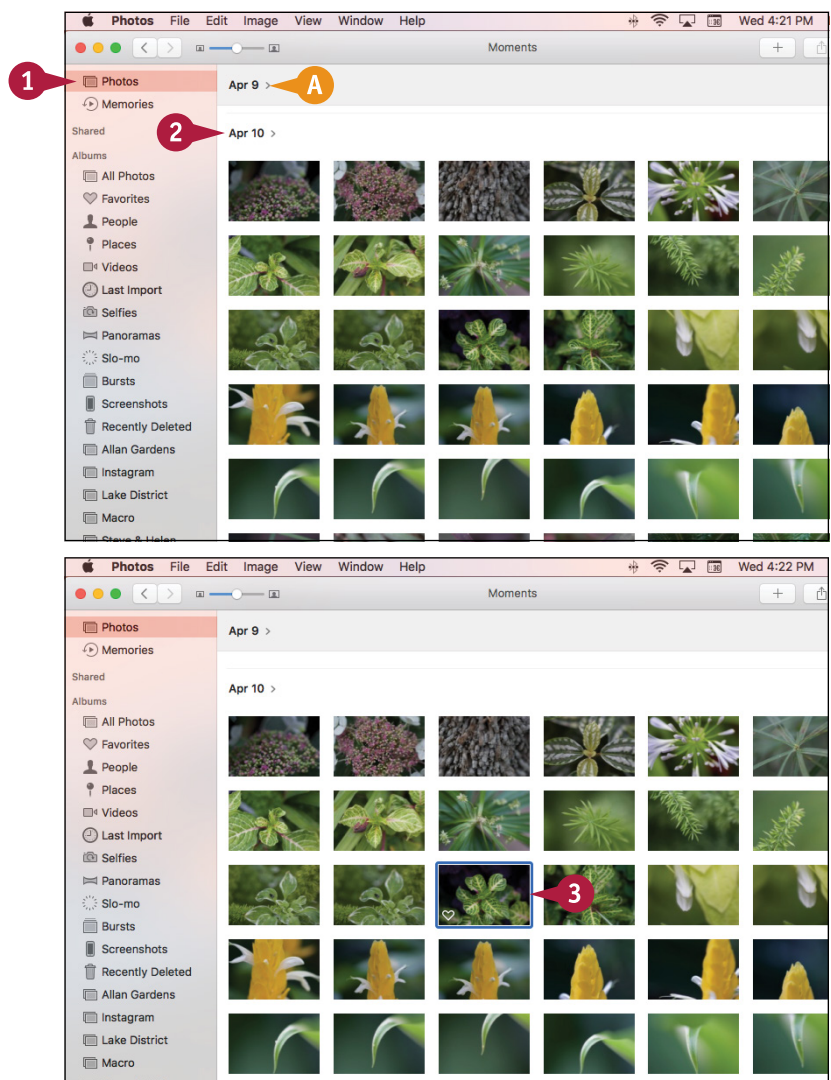 Photos File Edit Image View Window Help Wed 4:21 PM
Moments
1 Photos Apr 9 > A
Memories
Shared 2 Apr 10 >
Albums
All Photos
Favorites
People
Places
Videos
Last Import
Selfies
Panoramas
Slo-mo
Bursts
Screenshots
Recently Deleted
Allan Gardens
Instagram
Lake District
Macro
Steve & Helen
Photos File Edit Image View Window Help Wed 4:22 PM
Moments
Photos Apr 9 >
Memories
Shared
Apr 10 >
Albums
All Photos
Favorites
People
Places
Videos
Last Import
Selfies
3
Panoramas
Slo-mo
Bursts
Screenshots
Recently Deleted
Allan Gardens
Instagram
Lake District
Macro